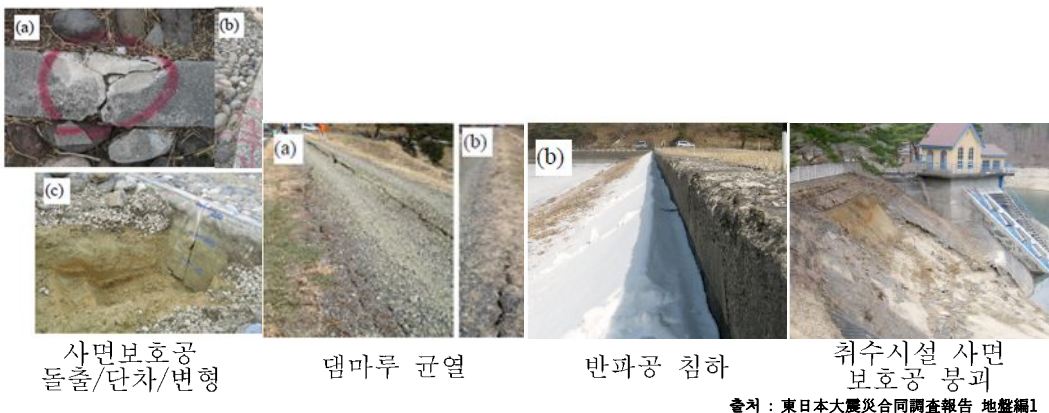 (a)
(b)
(c)
(a)
(b)
(b)
사면보호공
돌출/단차/변형
댐마루 균열
반파공 침하
취수시설 사면
보호공 붕괴
출처 : 東日本大震災合同調査報告 地盤編1